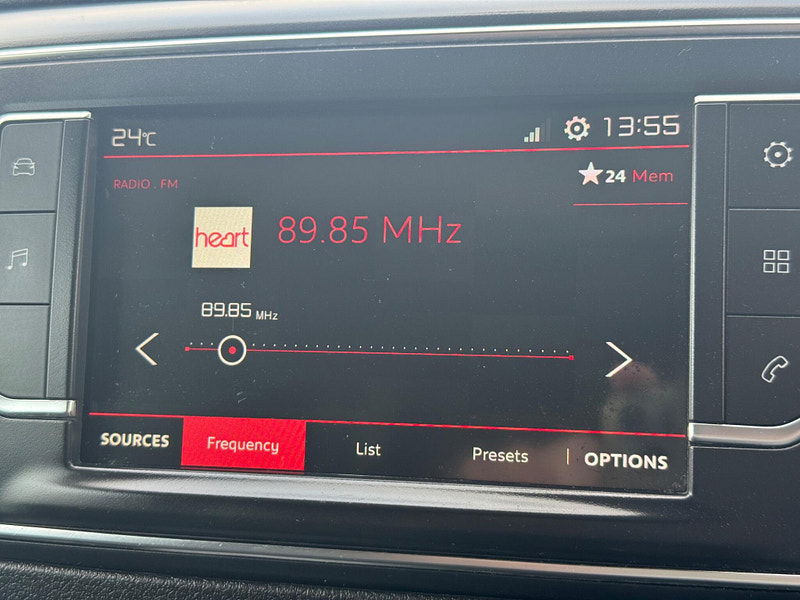 24°C
13:55
RADIO . FM
24 Mem
heart
89.85 MHz
89.85 MHz
SOURCES
Frequency
List
Presets
OPTIONS